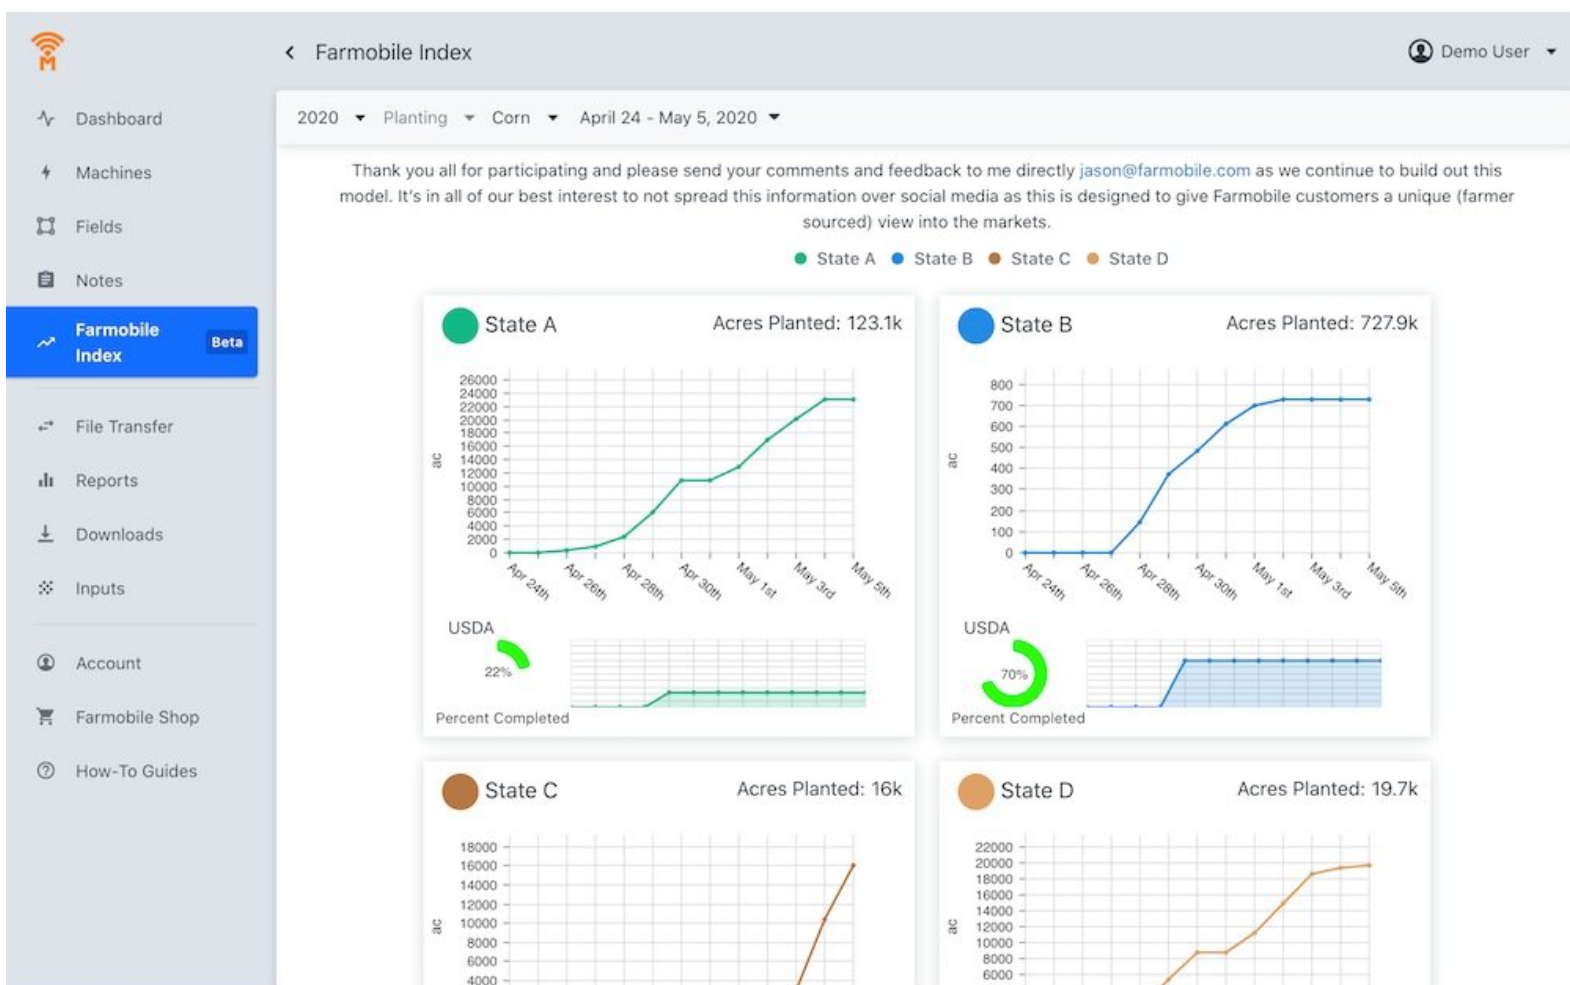 Farmobile Index
Demo User
Dashboard
Machines
Fields
Notes
Farmobile
Index
Beta
File Transfer
Reports
Downloads
Inputs
Account
Farmobile Shop
How-To Guides
2020 Planting Corn April 24 - May 5, 2020
Thank you all for participating and please send your comments and feedback to me directly jason@farmobile.com as we continue to build out this
model. It's in all of our best interest to not spread this information over social media as this is designed to give Farmobile customers a unique (farmer
sourced) view into the markets.
State A State B State C State D
State A
Acres Planted: 123.1k
26000
24000
22000
20000
18000
16000
14000
12000
10000
8000
6000
4000
2000
0
ac
Apr 24th
Apr 26th
Apr 28th
Apr 30th
May 1st
May 3rd
May 5th
USDA
22%
Percent Completed
State B
Acres Planted: 727.9k
800
700
600
500
400
300
200
100
0
ac
Apr 24th
Apr 26th
Apr 28th
Apr 30th
May 1st
May 3rd
May 5th
USDA
70%
Percent Completed
State C
Acres Planted: 16k
18000
16000
14000
12000
10000
8000
6000
4000
ac
State D
Acres Planted: 19.7k
22000
20000
18000
16000
14000
12000
10000
8000
6000
ac